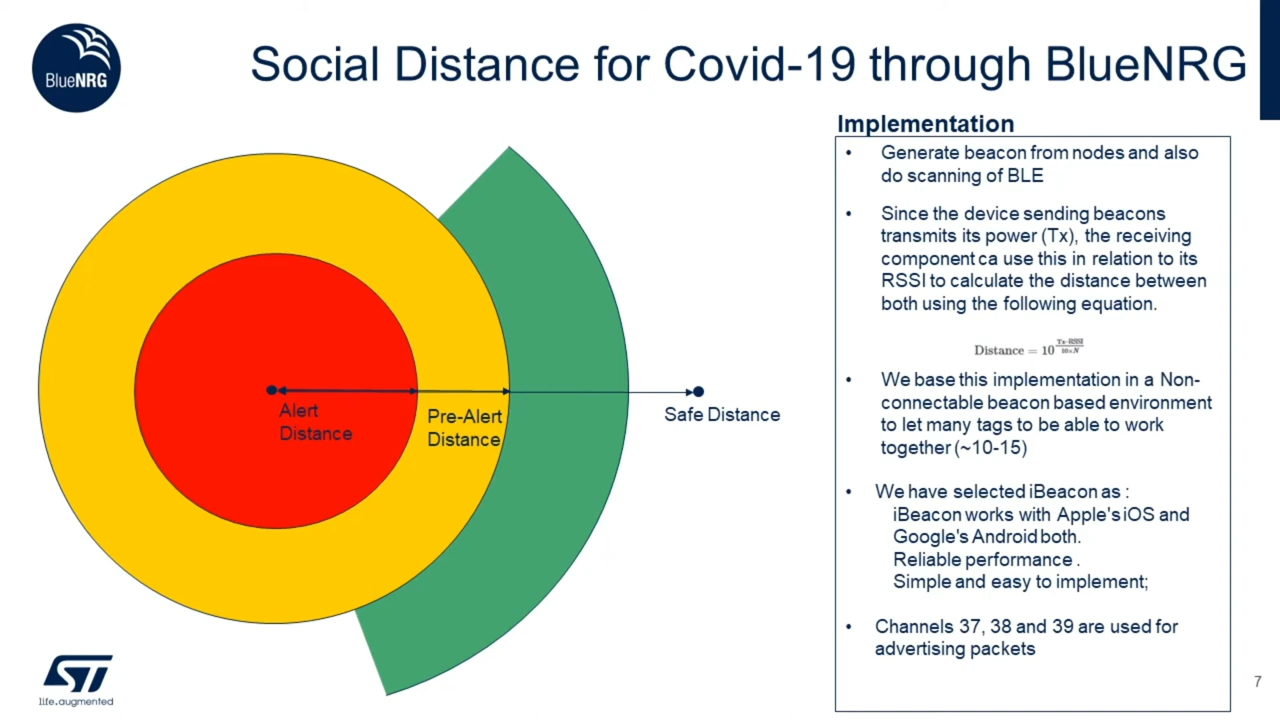 BlueNRG
Social Distance for Covid-19 through BlueNRG
Implementation
• Generate beacon from nodes and also
do scanning of BLE
• Since the device sending beacons
transmits its power (Tx), the receiving
component ca use this in relation to its
RSSI to calculate the distance between
both using the following equation.
Distance = 10^(Tx-RSSI / 10×N)
• We base this implementation in a Non-
connectable beacon based environment
to let many tags to be able to work
together (~10-15)
• We have selected iBeacon as :
iBeacon works with Apple's iOS and
Google's Android both.
Reliable performance .
Simple and easy to implement;
• Channels 37, 38 and 39 are used for
advertising packets
Alert
Distance
Pre-Alert
Distance
Safe Distance
ST
life.augmented
7